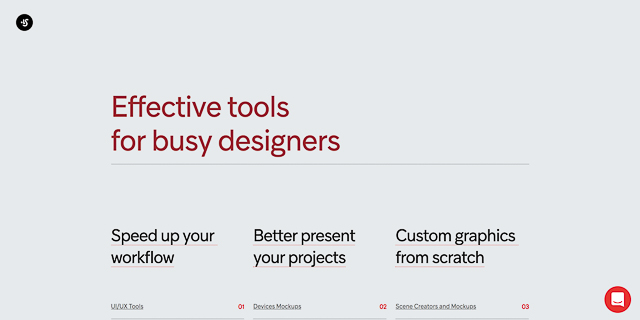 Effective tools
for busy designers
Speed up your
workflow
Better present
your projects
Custom graphics
from scratch
UI/UX Tools 01
Devices Mockups 02
Scene Creators and Mockups 03